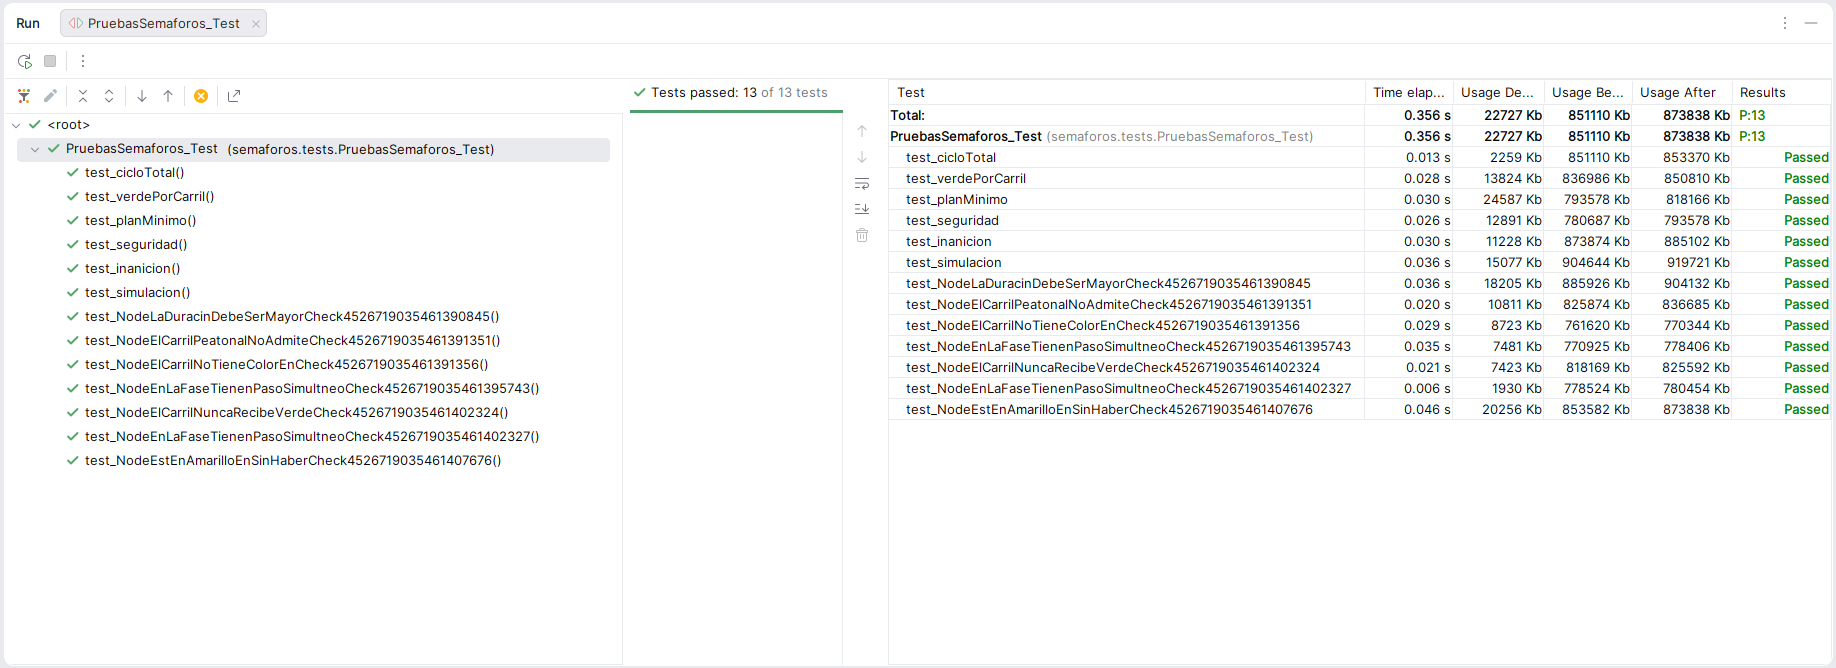 Run PruebasSemaforos_Test
Tests passed: 13 of 13 tests
<root>
PruebasSemaforos_Test (semaforos.tests.PruebasSemaforos_Test)
test_cicloTotal()
test_verdePorCarril()
test_planMinimo()
test_seguridad()
test_inanicion()
test_simulacion()
test_NodeLaDuracinDebeSerMayorCheck4526719035461390845()
test_NodeElCarrilPeatonalNoAdmiteCheck4526719035461391351()
test_NodeElCarrilNoTieneColorEnCheck4526719035461391356()
test_NodeEnLaFaseTienenPasoSimultneoCheck4526719035461395743()
test_NodeElCarrilNuncaRecibeVerdeCheck4526719035461402324()
test_NodeEnLaFaseTienenPasoSimultneoCheck4526719035461402327()
test_NodeEstEnAmarilloEnSinHaberCheck4526719035461407676()
Test Time elap... Usage De... Usage Be... Usage After Results
Total: 0.356 s 22727 Kb 851110 Kb 873838 Kb P:13
PruebasSemaforos_Test (semaforos.tests.PruebasSemaforos_Test) 0.356 s 22727 Kb 851110 Kb 873838 Kb P:13
test_cicloTotal 0.013 s 2259 Kb 851110 Kb 853370 Kb Passed
test_verdePorCarril 0.028 s 13824 Kb 836986 Kb 850810 Kb Passed
test_planMinimo 0.030 s 24587 Kb 793578 Kb 818166 Kb Passed
test_seguridad 0.026 s 12891 Kb 780687 Kb 793578 Kb Passed
test_inanicion 0.030 s 11228 Kb 873874 Kb 885102 Kb Passed
test_simulacion 0.036 s 15077 Kb 904644 Kb 919721 Kb Passed
test_NodeLaDuracinDebeSerMayorCheck4526719035461390845 0.036 s 18205 Kb 885926 Kb 904132 Kb Passed
test_NodeElCarrilPeatonalNoAdmiteCheck4526719035461391351 0.020 s 10811 Kb 825874 Kb 836685 Kb Passed
test_NodeElCarrilNoTieneColorEnCheck4526719035461391356 0.029 s 8723 Kb 761620 Kb 770344 Kb Passed
test_NodeEnLaFaseTienenPasoSimultneoCheck4526719035461395743 0.035 s 7481 Kb 770925 Kb 778406 Kb Passed
test_NodeElCarrilNuncaRecibeVerdeCheck4526719035461402324 0.021 s 7423 Kb 818169 Kb 825592 Kb Passed
test_NodeEnLaFaseTienenPasoSimultneoCheck4526719035461402327 0.006 s 1930 Kb 778524 Kb 780454 Kb Passed
test_NodeEstEnAmarilloEnSinHaberCheck4526719035461407676 0.046 s 20256 Kb 853582 Kb 873838 Kb Passed